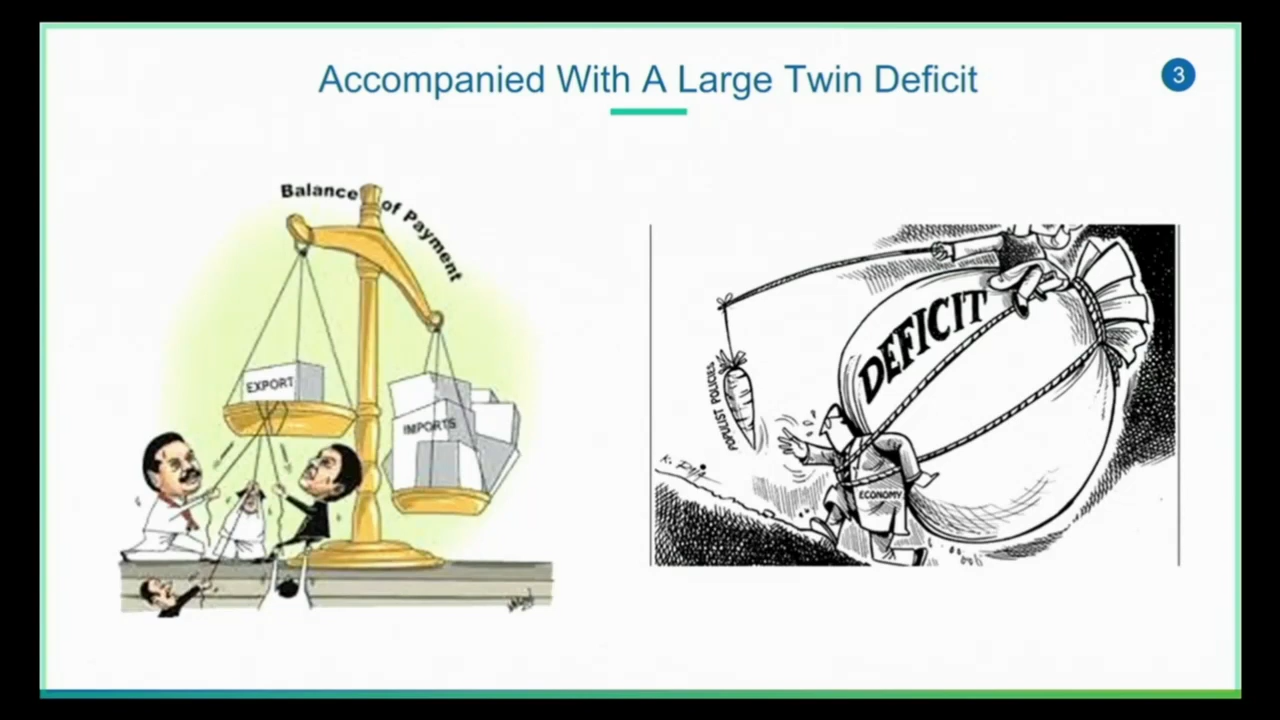 Accompanied With A Large Twin Deficit
3
Balance of Payment
EXPORT
IMPORTS
DEFICIT
POPULIST POLICIES
ECONOMY